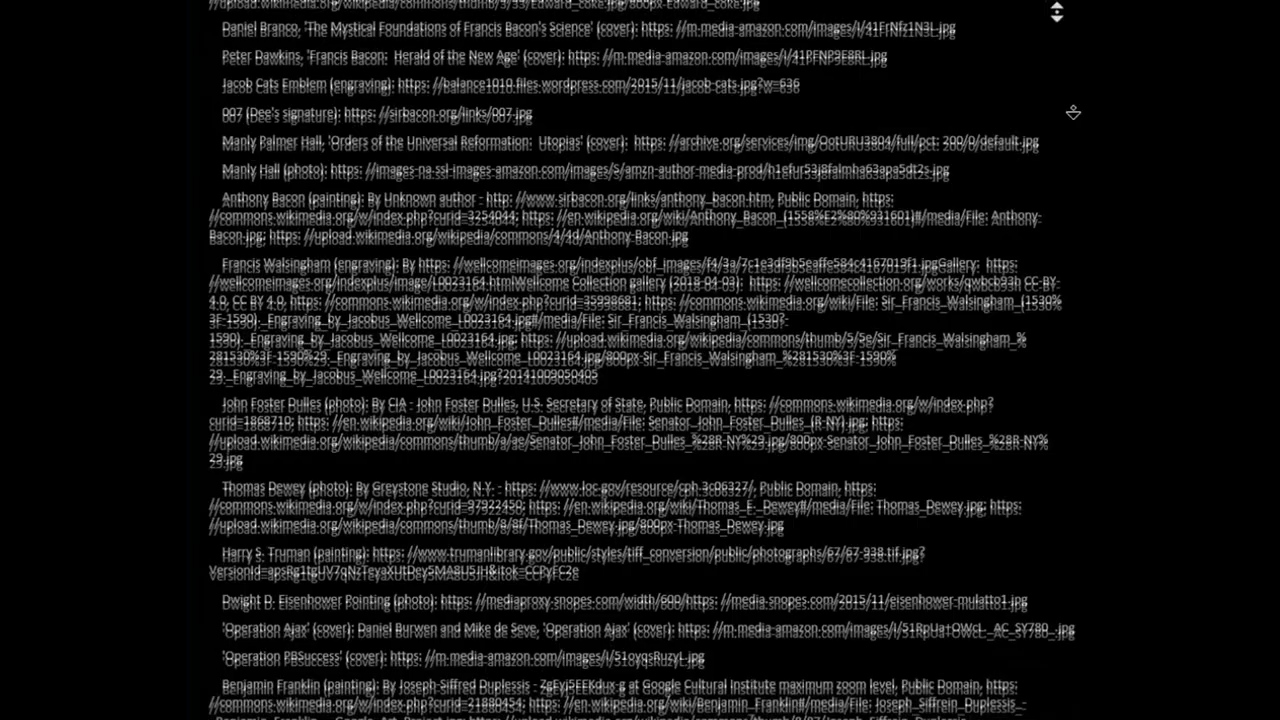 //upload.wikimedia.org/wikipedia/commons/thumb/3/33/Edward_coke.jpg/800px-Edward_coke.jpg
Daniel Branco, 'The Mystical Foundations of Francis Bacon's Science' (cover): https: //m.media-amazon.com/images/I/41FrNfz1N3L.jpg
Peter Dawkins, 'Francis Bacon: Herald of the New Age' (cover): https: //m.media-amazon.com/images/I/41PFNP9E8RL.jpg
Jacob Cats Emblem (engraving): https: //balance1010.files.wordpress.com/2015/11/jacob-cats.jpg?w=636
007 (Dee's signature): https: //sirbacon.org/links/007.jpg
Manly Palmer Hall, 'Orders of the Universal Reformation: Utopias' (cover): https: //archive.org/services/img/OotURU3804/full/pct: 200/0/default.jpg
Manly Hall (photo): https: //images-na.ssl-images-amazon.com/images/S/amzn-author-media-prod/h1efur53j8falmha63apa5dt2s.jpg
Anthony Bacon (painting): By Unknown author - http: //www.sirbacon.org/links/anthony_bacon.htm, Public Domain, https:
//commons.wikimedia.org/w/index.php?curid=3254044; https: //en.wikipedia.org/wiki/Anthony_Bacon_(1558%E2%80%931601)#/media/File: Anthony-
Bacon.jpg; https: //upload.wikimedia.org/wikipedia/commons/4/4d/Anthony-Bacon.jpg
Francis Walsingham (engraving): By https: //wellcomeimages.org/indexplus/obf_images/f4/3a/7c1e3df9b5eaffe584c4167019f1.jpgGallery: https:
//wellcomeimages.org/indexplus/image/L0023164.htmlWellcome Collection gallery (2018-04-03): https: //wellcomecollection.org/works/qwbcb93h CC-BY-
4.0, CC BY 4.0, https: //commons.wikimedia.org/w/index.php?curid=35998681; https: //commons.wikimedia.org/wiki/File: Sir_Francis_Walsingham_(1530%
3F-1590)._Engraving_by_Jacobus_Wellcome_L0023164.jpg#/media/File: Sir_Francis_Walsingham_(1530?-
1590)._Engraving_by_Jacobus_Wellcome_L0023164.jpg; https: //upload.wikimedia.org/wikipedia/commons/thumb/5/5e/Sir_Francis_Walsingham_%
281530%3F-1590%29._Engraving_by_Jacobus_Wellcome_L0023164.jpg/800px-Sir_Francis_Walsingham_%281530%3F-1590%
29._Engraving_by_Jacobus_Wellcome_L0023164.jpg?20141009050405
John Foster Dulles (photo): By CIA - John Foster Dulles, U.S. Secretary of State, Public Domain, https: //commons.wikimedia.org/w/index.php?
curid=1868710; https: //en.wikipedia.org/wiki/John_Foster_Dulles#/media/File: Senator_John_Foster_Dulles_(R-NY).jpg; https:
//upload.wikimedia.org/wikipedia/commons/thumb/a/ae/Senator_John_Foster_Dulles_%28R-NY%29.jpg/800px-Senator_John_Foster_Dulles_%28R-NY%
29.jpg
Thomas Dewey (photo): By Greystone Studio, N.Y. - https: //www.loc.gov/resource/cph.3c06327/, Public Domain, https:
//commons.wikimedia.org/w/index.php?curid=97922450; https: //en.wikipedia.org/wiki/Thomas_E._Dewey#/media/File: Thomas_Dewey.jpg; https:
//upload.wikimedia.org/wikipedia/commons/thumb/8/8f/Thomas_Dewey.jpg/800px-Thomas_Dewey.jpg
Harry S. Truman (painting): https: //www.trumanlibrary.gov/public/styles/tiff_conversion/public/photographs/67/67-938.tif.jpg?
Dwight D. Eisenhower Pointing (photo): https: //mediaproxy.snopes.com/width/600/https: //media.snopes.com/2015/11/eisenhower-mulatto1.jpg
'Operation Ajax' (cover): Daniel Burwen and Mike de Seve, 'Operation Ajax' (cover): https: //m.media-amazon.com/images/I/51RpUa+OWcL._AC_SY780_.jpg
'Operation PBSuccess' (cover): https: //m.media-amazon.com/images/I/51oyqsRuzyL.jpg
Benjamin Franklin (painting): By Joseph-Siffred Duplessis - ZgEyj5EEKdux-g at Google Cultural Institute maximum zoom level, Public Domain, https:
//commons.wikimedia.org/w/index.php?curid=21880454; https: //en.wikipedia.org/wiki/Benjamin_Franklin#/media/File: Joseph_Siffrein_Duplessis_-